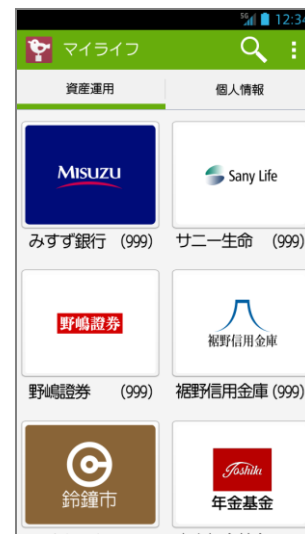 5G 12:34
マイライフ
資産運用 個人情報
MISUZU
Sany Life
みすず銀行 (999) サニー生命 (999)
野嶋證券
裾野信用金庫
野嶋證券 (999) 裾野信用金庫 (999)
鈴鐘市
Joshiku
年金基金